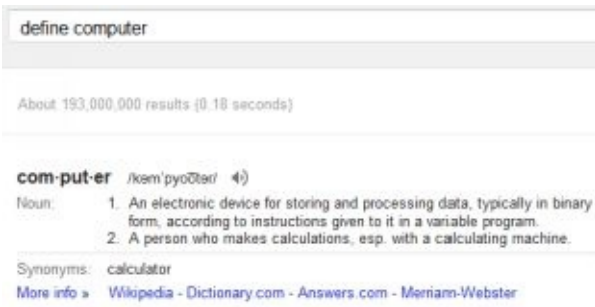 define computer
About 193,000,000 results (0.18 seconds)
com·put·er /kəmˈpyo͞otər/
Noun: 1. An electronic device for storing and processing data, typically in binary
form, according to instructions given to it in a variable program.
2. A person who makes calculations, esp. with a calculating machine.
Synonyms: calculator
More info » Wikipedia - Dictionary.com - Answers.com - Merriam-Webster